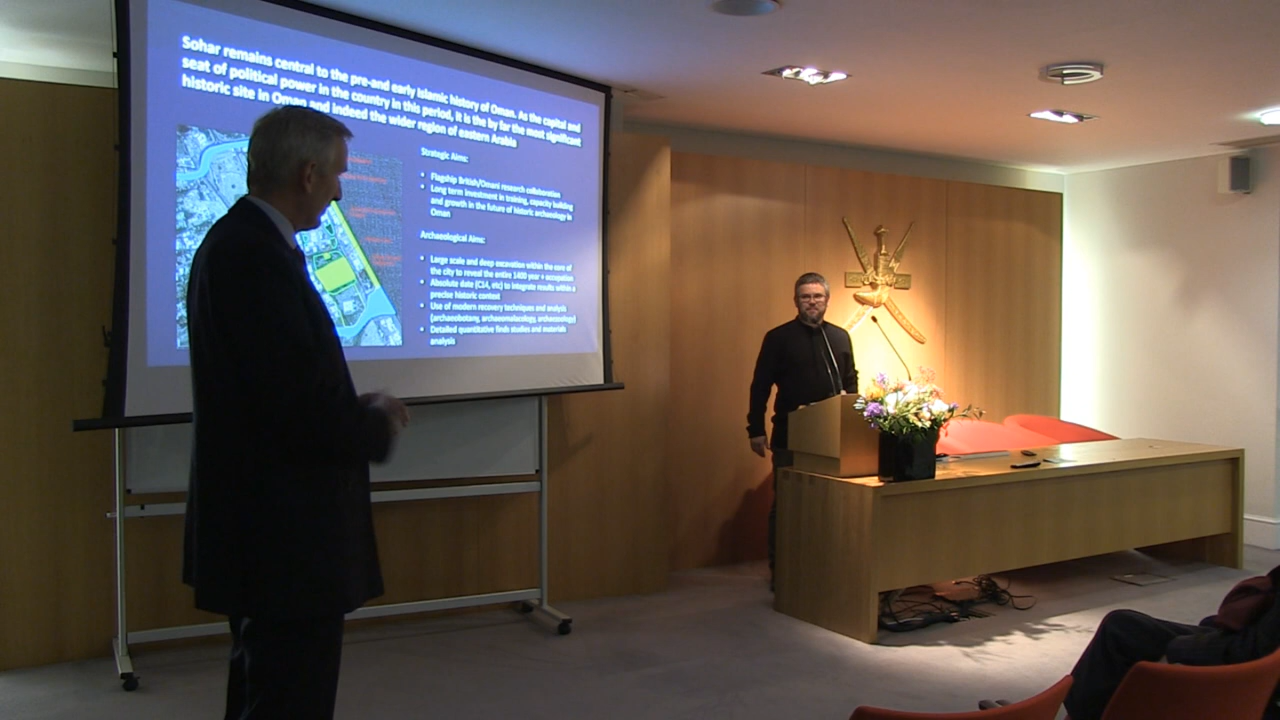 Sohar remains central to the pre-and early Islamic history of Oman. As the capital and
seat of political power in the country in this period, it is the by far the most significant
historic site in Oman and indeed the wider region of eastern Arabia
Strategic Aims:
• Flagship British/Omani research collaboration
• Long term investment in training, capacity building
and growth in the future of historic archaeology in
Oman
Archaeological Aims:
• Large scale and deep excavation within the core of
the city to reveal the entire 1400 year + occupation
• Absolute date (C14, etc) to integrate results within a
precise historic context
• Use of modern recovery techniques and analysis
(archaeobotany, archaeomalacology, archaeozoology)
• Detailed quantitative finds studies and materials
analysis